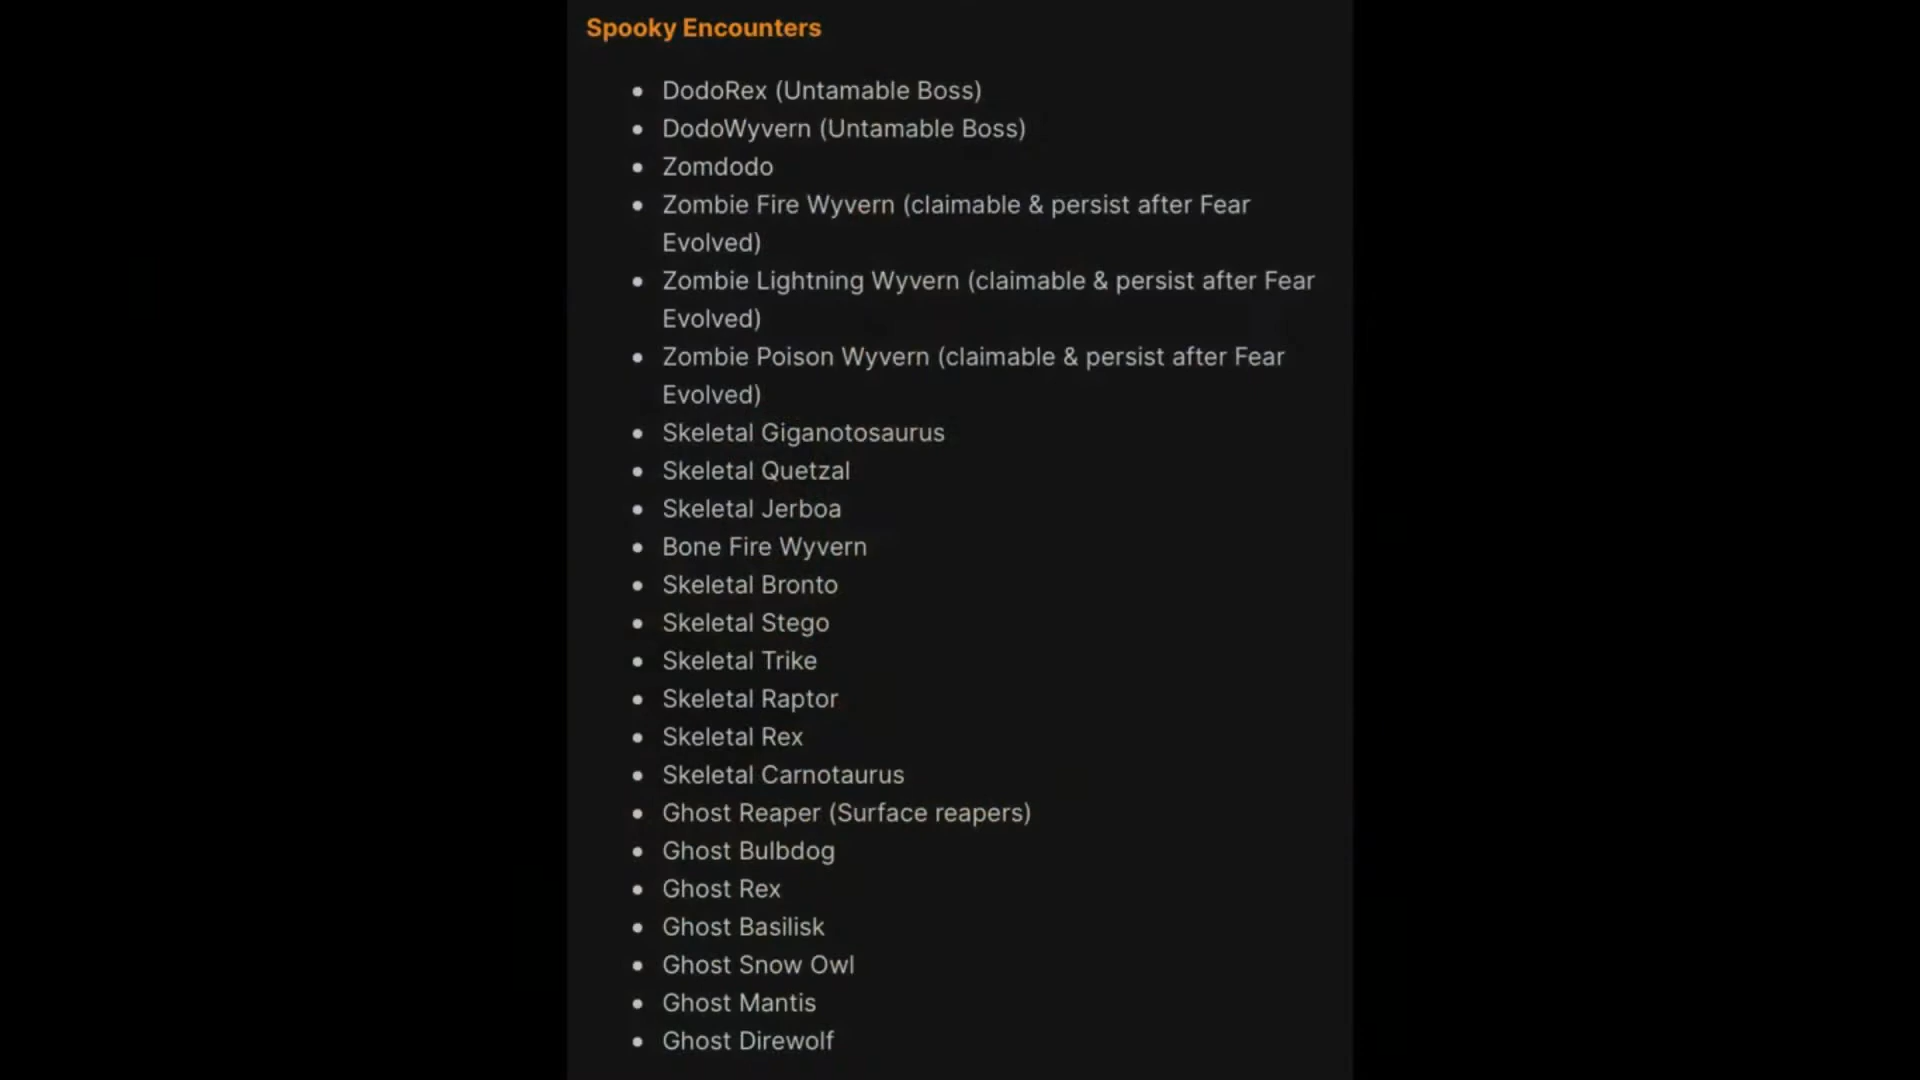 Spooky Encounters
• DodoRex (Untamable Boss)
• DodoWyvern (Untamable Boss)
• Zomdodo
• Zombie Fire Wyvern (claimable & persist after Fear
Evolved)
• Zombie Lightning Wyvern (claimable & persist after Fear
Evolved)
• Zombie Poison Wyvern (claimable & persist after Fear
Evolved)
• Skeletal Giganotosaurus
• Skeletal Quetzal
• Skeletal Jerboa
• Bone Fire Wyvern
• Skeletal Bronto
• Skeletal Stego
• Skeletal Trike
• Skeletal Raptor
• Skeletal Rex
• Skeletal Carnotaurus
• Ghost Reaper (Surface reapers)
• Ghost Bulbdog
• Ghost Rex
• Ghost Basilisk
• Ghost Snow Owl
• Ghost Mantis
• Ghost Direwolf